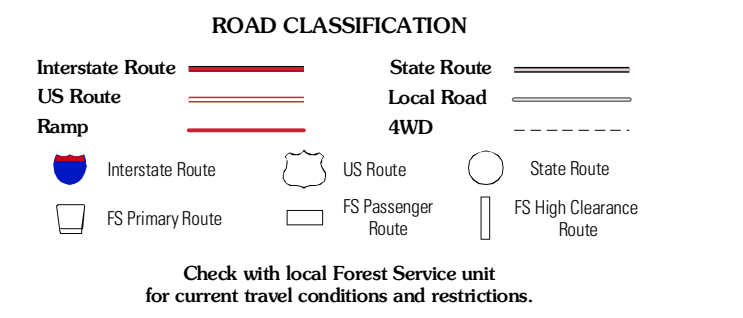 ROAD CLASSIFICATION
Interstate Route
State Route
US Route
Local Road
Ramp
4WD
Interstate Route
US Route
State Route
FS Primary Route
FS Passenger
Route
FS High Clearance
Route
Check with local Forest Service unit
for current travel conditions and restrictions.